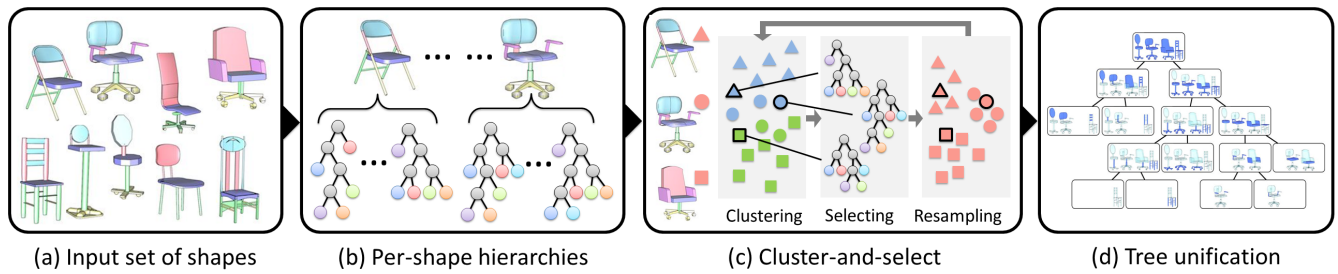 Clustering
Selecting
Resampling
(a) Input set of shapes
(b) Per-shape hierarchies
(c) Cluster-and-select
(d) Tree unification